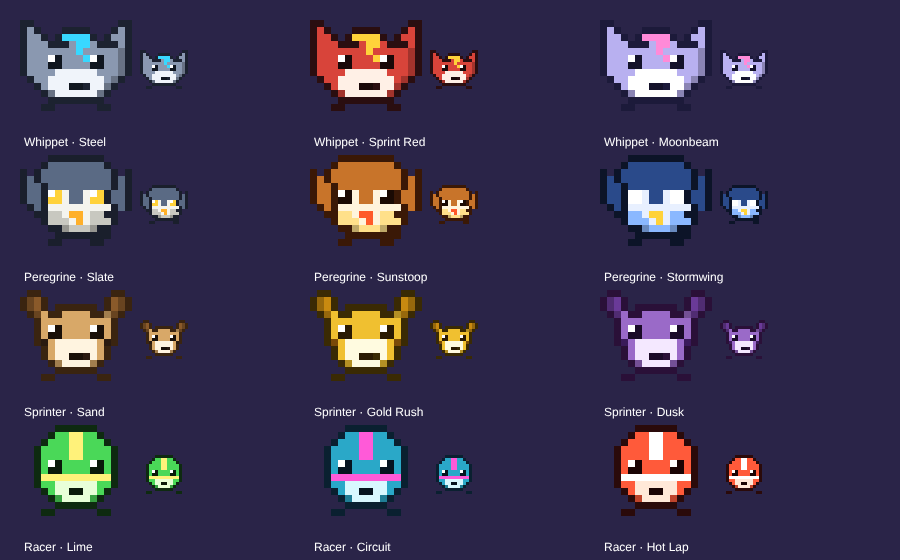 Whippet · Steel
Whippet · Sprint Red
Whippet · Moonbeam
Peregrine · Slate
Peregrine · Sunstoop
Peregrine · Stormwing
Sprinter · Sand
Sprinter · Gold Rush
Sprinter · Dusk
Racer · Lime
Racer · Circuit
Racer · Hot Lap